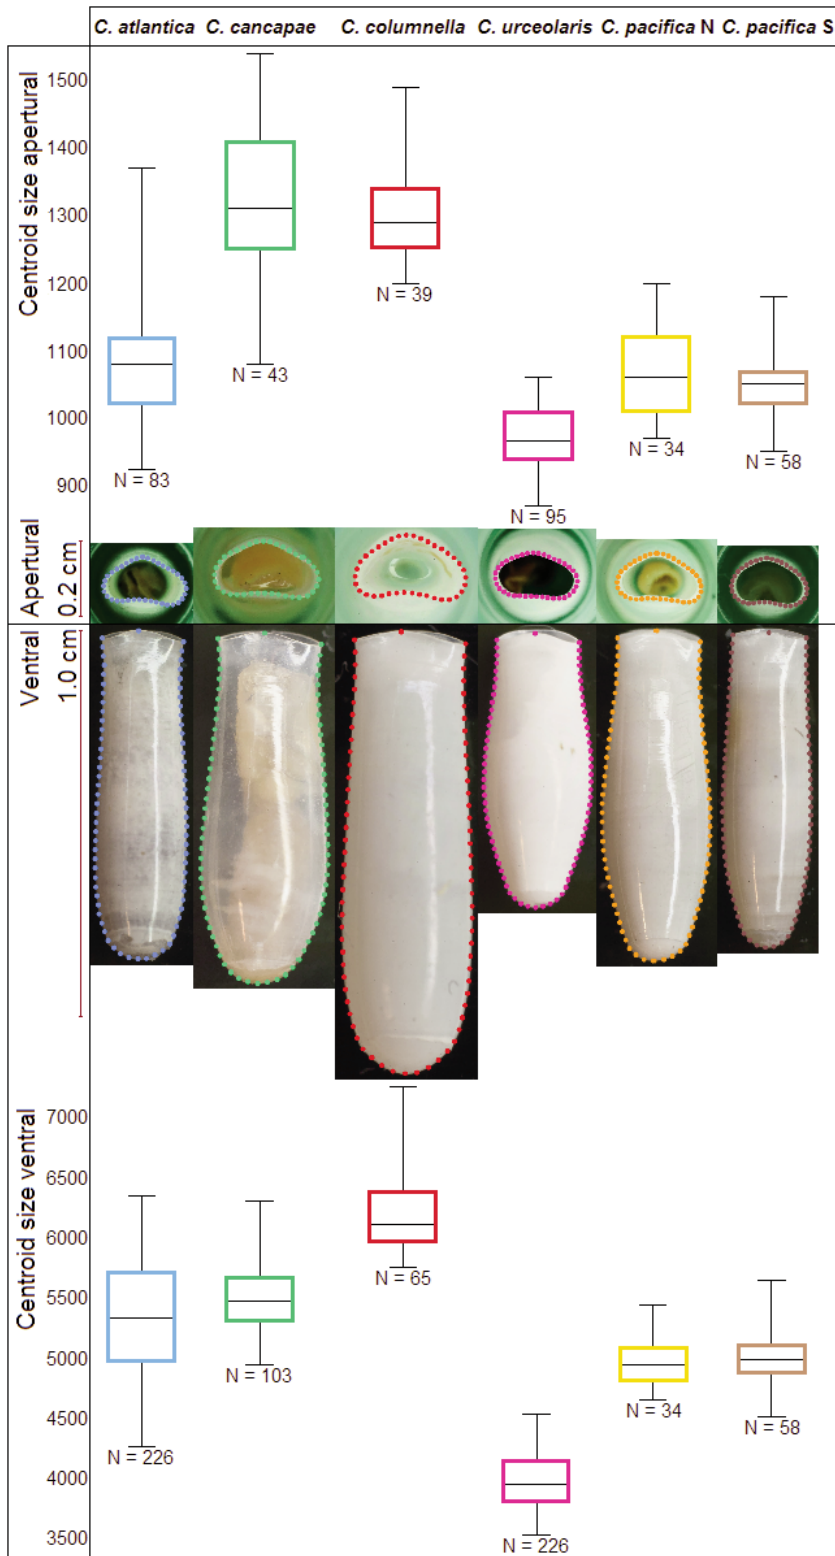 C. atlantica C. cancapae C. columnella C. urceolaris C. pacifica N C. pacifica S
Centroid size apertural
1500
1400
1300
1200
1100
1000
900
N = 83
N = 43
N = 39
N = 95
N = 34
N = 58
Apertural
0.2 cm
Ventral
1.0 cm
Centroid size ventral
7000
6500
6000
5500
5000
4500
4000
3500
N = 226
N = 103
N = 65
N = 226
N = 34
N = 58